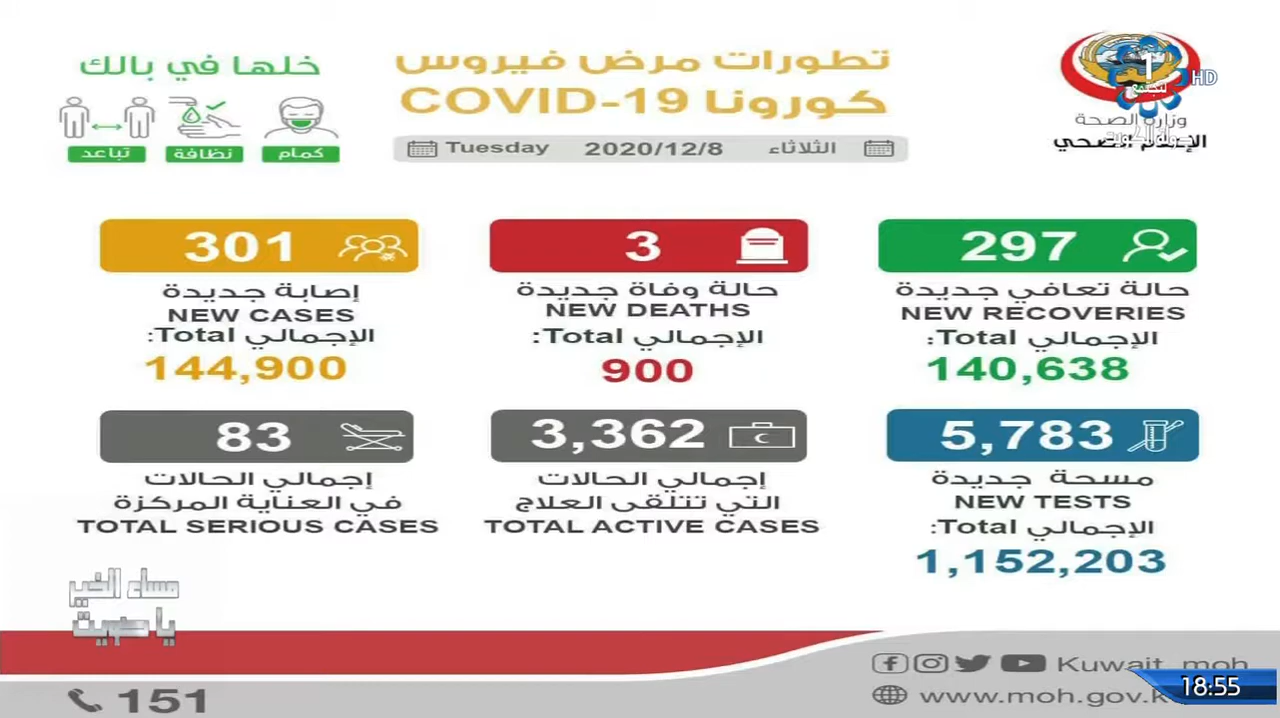 خلها في بالك
تباعد
نظافة
كمام
تطورات مرض فيروس
كورونا COVID-19
Tuesday 2020/12/8 الثلاثاء
HD
وزارة الصحة
الإعلام الصحي
301
إصابة جديدة
NEW CASES
الإجمالي Total:
144,900
3
حالة وفاة جديدة
NEW DEATHS
الإجمالي Total:
900
297
حالة تعافي جديدة
NEW RECOVERIES
الإجمالي Total:
140,638
83
إجمالي الحالات
في العناية المركزة
TOTAL SERIOUS CASES
3,362
إجمالي الحالات
التي تتلقى العلاج
TOTAL ACTIVE CASES
5,783
مسحة جديدة
NEW TESTS
الإجمالي Total:
1,152,203
مساء الخير
يا كويت
151
Kuwait_moh
www.moh.gov.k
18:55